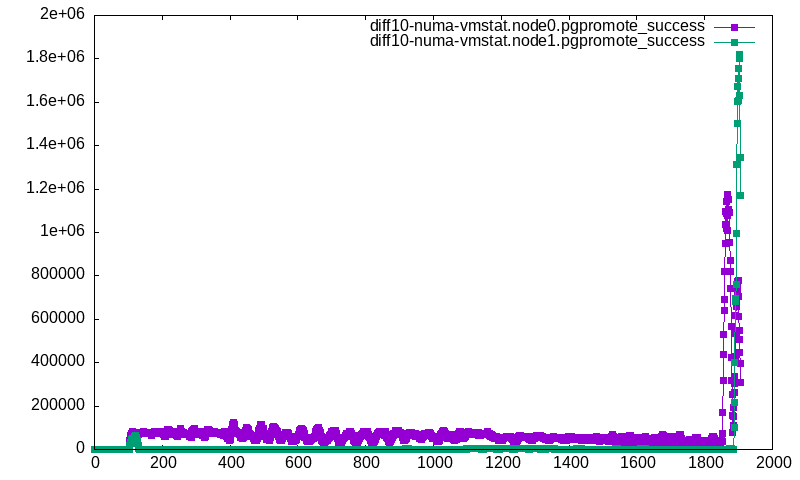 diff10-numa-vmstat.node0.pgpromote_success
diff10-numa-vmstat.node1.pgpromote_success
2e+06
1.8e+06
1.6e+06
1.4e+06
1.2e+06
1e+06
800000
600000
400000
200000
0
0 200 400 600 800 1000 1200 1400 1600 1800 2000